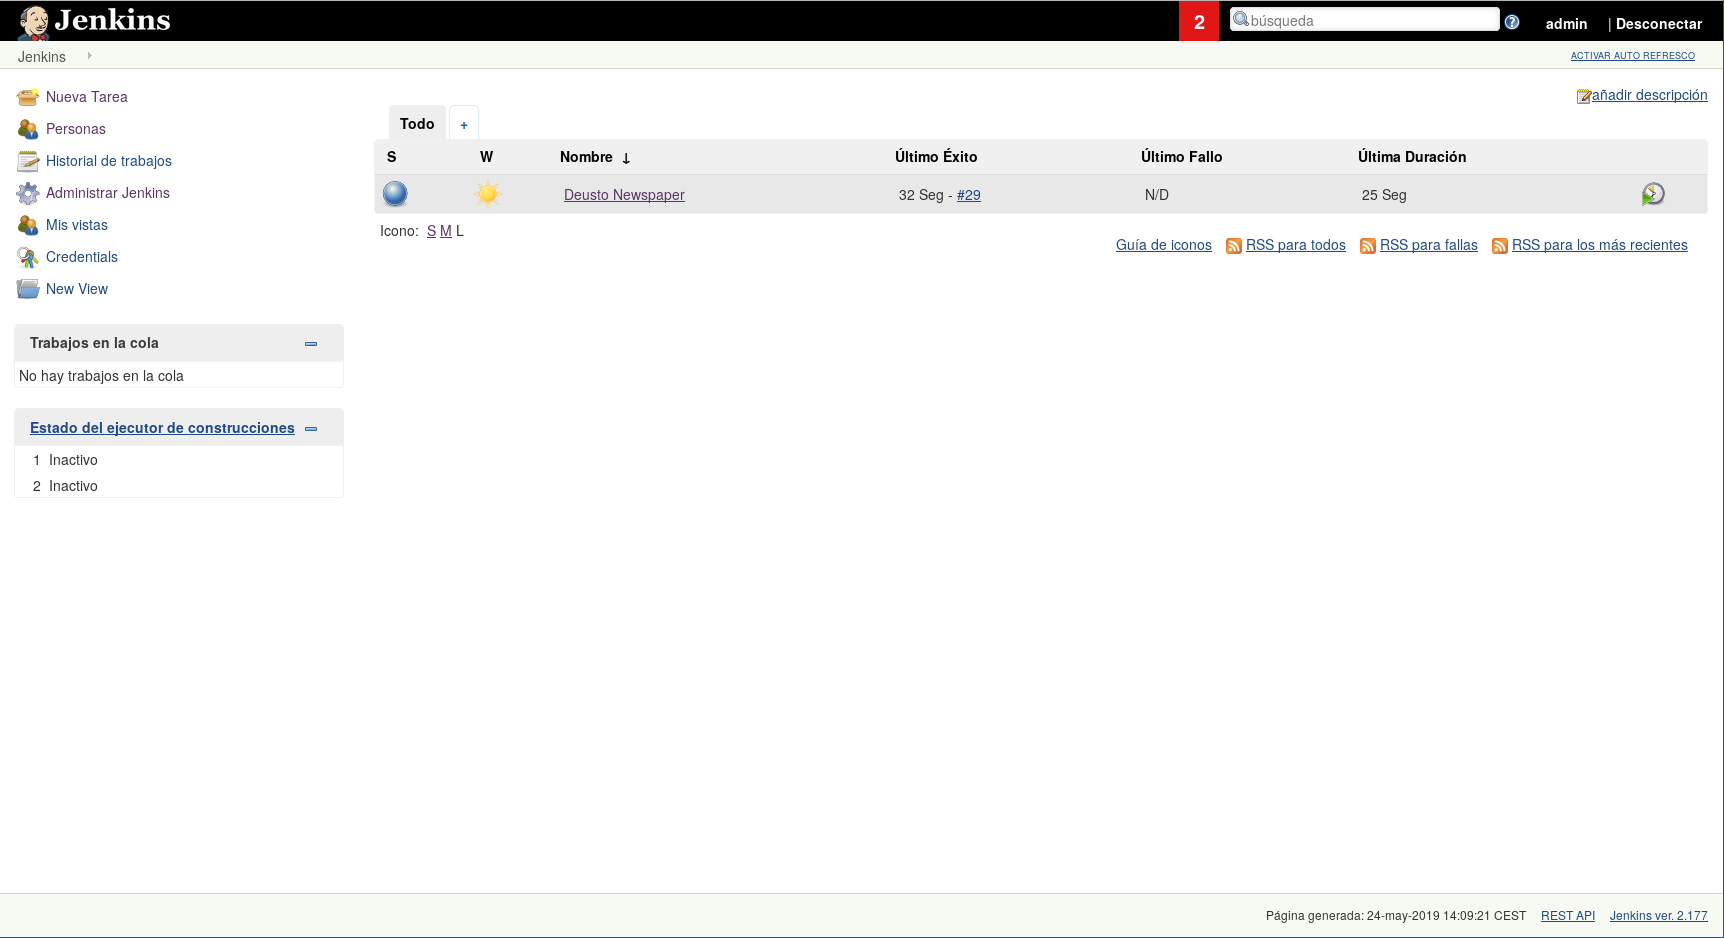 Jenkins 2 búsqueda admin | Desconectar
Jenkins ACTIVAR AUTO REFRESCO
Nueva Tarea
Personas
Historial de trabajos
Administrar Jenkins
Mis vistas
Credentials
New View
Trabajos en la cola
No hay trabajos en la cola
Estado del ejecutor de construcciones
1 Inactivo
2 Inactivo
añadir descripción
Todo +
S W Nombre ↓ Último Éxito Último Fallo Última Duración
Deusto Newspaper 32 Seg - #29 N/D 25 Seg
Icono: S M L
Guía de iconos RSS para todos RSS para fallas RSS para los más recientes
Página generada: 24-may-2019 14:09:21 CEST REST API Jenkins ver. 2.177